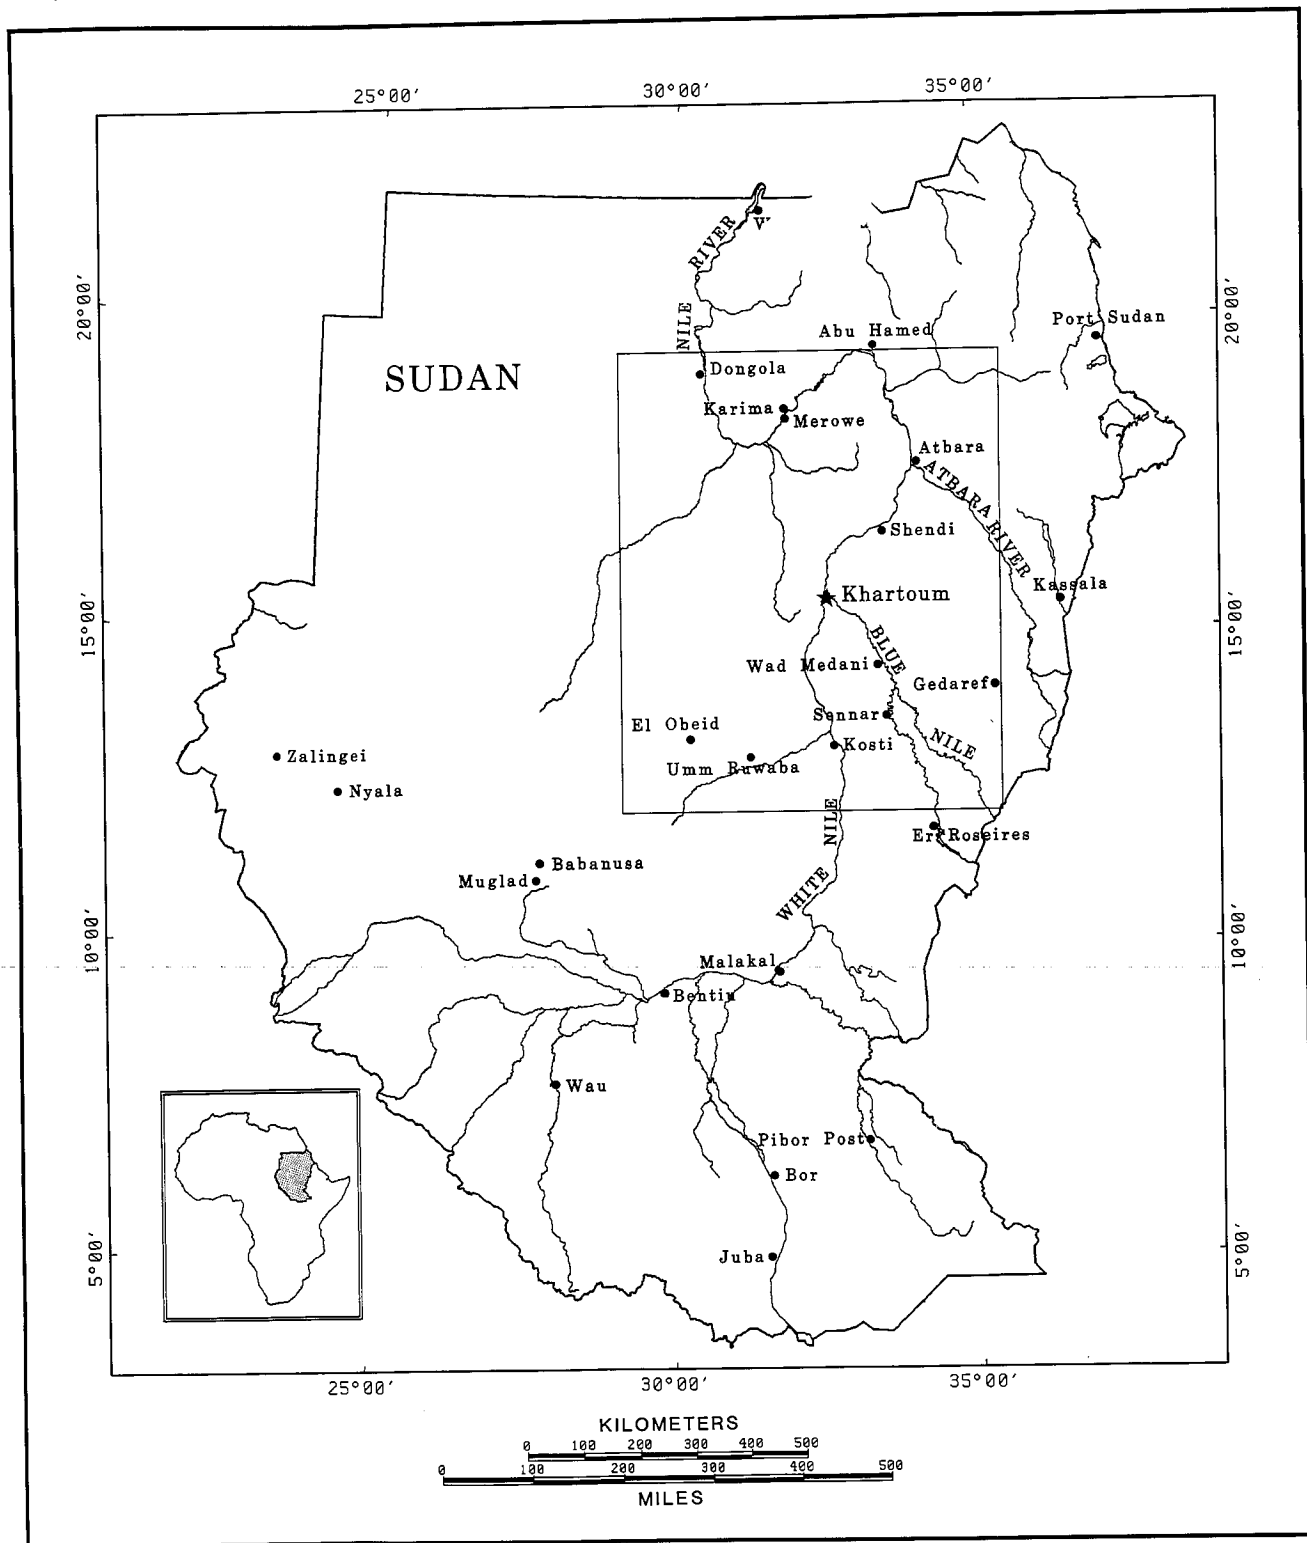 25°00′ 30°00′ 35°00′
RIVER
20°00′
20°00′
NILE
Abu Hamed
Port Sudan
SUDAN
Dongola
Karima
Merowe
Atbara
ATBARA RIVER
Shendi
Kassala
Khartoum
15°00′
15°00′
BLUE
Wad Medani
Gedaref
El Obeid
Sennar
NILE
Kosti
Zalingei
Umm Ruwaba
Nyala
NILE
Er Roseires
Babanusa
Muglad
WHITE
10°00′
10°00′
Malakal
Bentiu
Wau
Pibor Post
Bor
Juba
5°00′
5°00′
25°00′ 30°00′ 35°00′
KILOMETERS
0 100 200 300 400 500
0 100 200 300 400 500
MILES